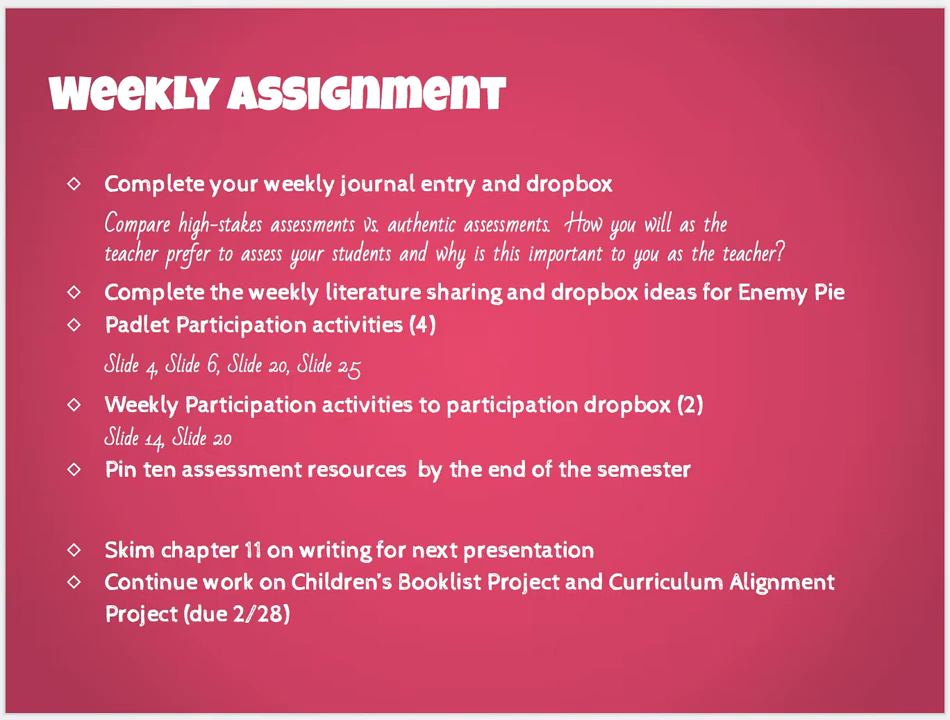 Weekly Assignment
Complete your weekly journal entry and dropbox
Compare high-stakes assessments vs. authentic assessments. How you will as the
teacher prefer to assess your students and why is this important to you as the teacher?
Complete the weekly literature sharing and dropbox ideas for Enemy Pie
Padlet Participation activities (4)
Slide 4, Slide 6, Slide 20, Slide 25
Weekly Participation activities to participation dropbox (2)
Slide 14, Slide 20
Pin ten assessment resources  by the end of the semester
Skim chapter 11 on writing for next presentation
Continue work on Children's Booklist Project and Curriculum Alignment
Project (due 2/28)